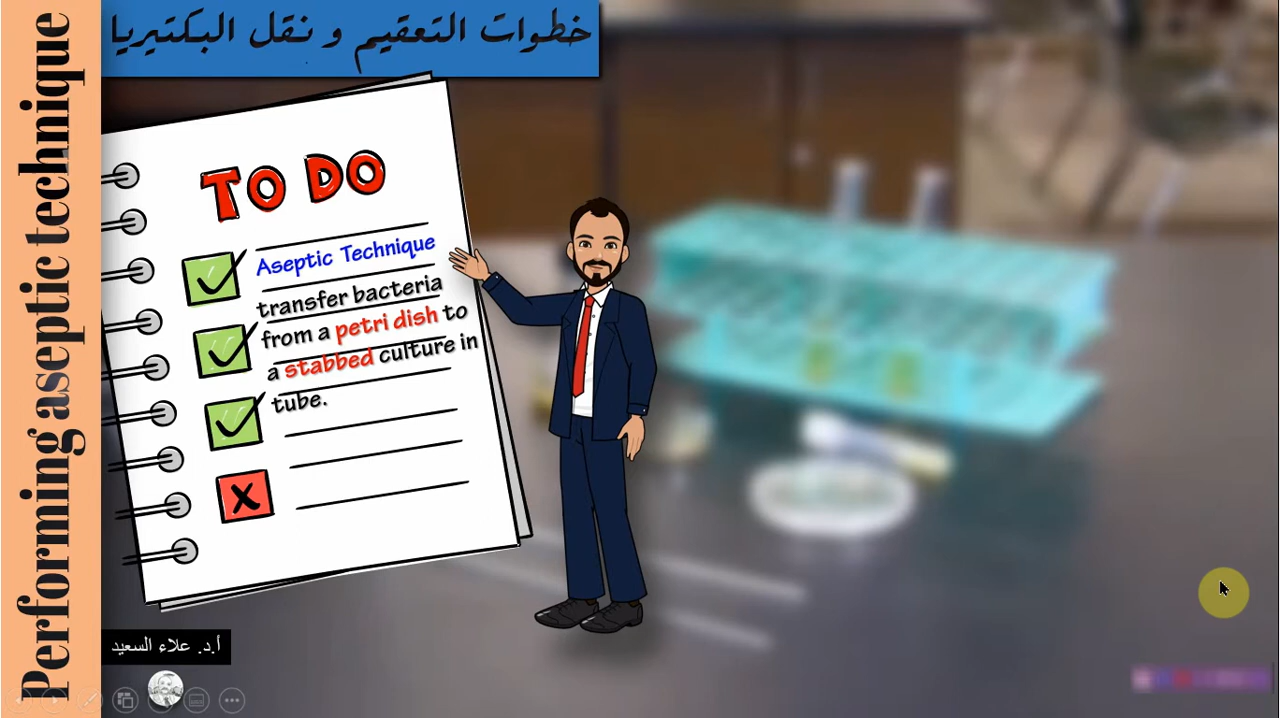 Performing aseptic technique
خطوات التعقيم و نقل البكتيريا
TO DO
Aseptic Technique
transfer bacteria
from a petri dish to
a stabbed culture in
tube.
أ.د. علاء السعيد